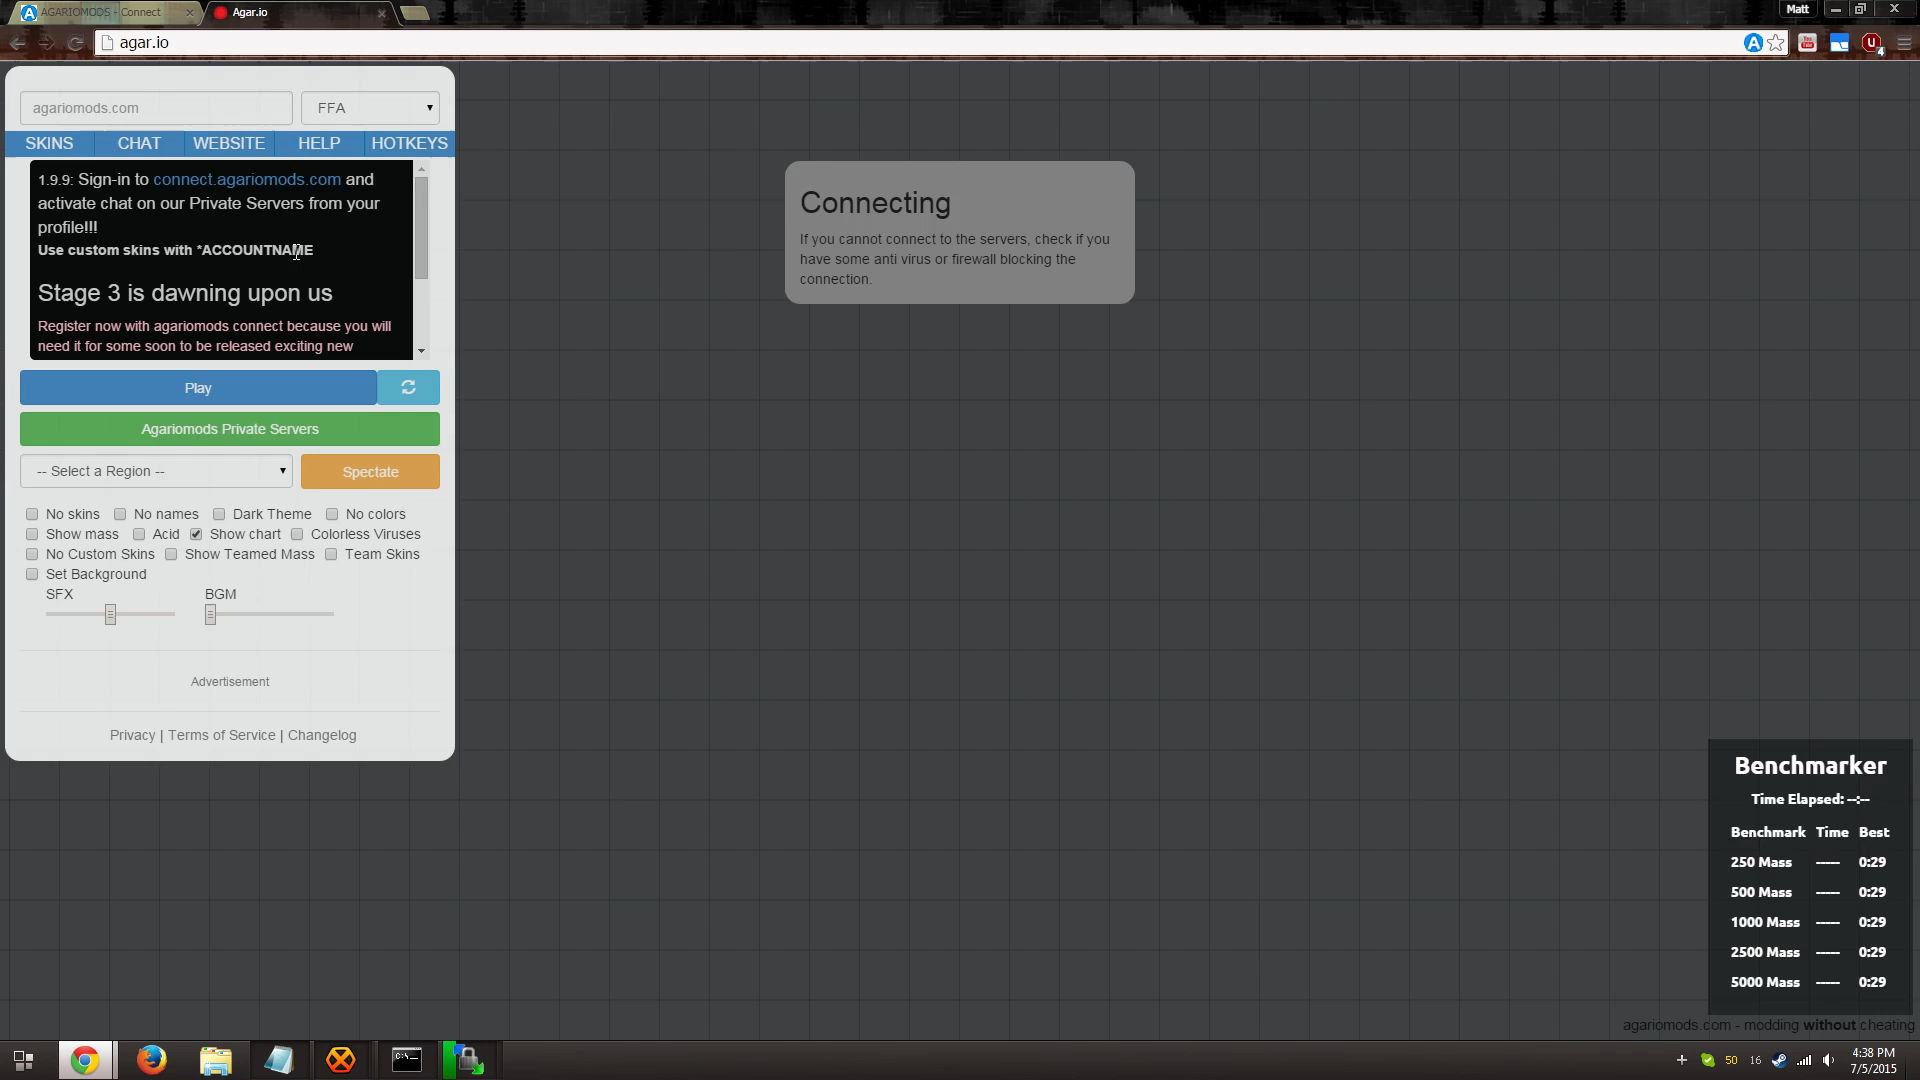 AGARIOMODS - Connect
Agar.io
Matt
agar.io
4
agariomods.com
FFA
SKINS CHAT WEBSITE HELP HOTKEYS
1.9.9: Sign-in to connect.agariomods.com and
activate chat on our Private Servers from your
profile!!!
Use custom skins with *ACCOUNTNAME
Stage 3 is dawning upon us
Register now with agariomods connect because you will
need it for some soon to be released exciting new
Play
Agariomods Private Servers
-- Select a Region --
Spectate
No skins No names Dark Theme No colors
Show mass Acid Show chart Colorless Viruses
No Custom Skins Show Teamed Mass Team Skins
Set Background
SFX BGM
Advertisement
Privacy | Terms of Service | Changelog
Connecting
If you cannot connect to the servers, check if you
have some anti virus or firewall blocking the
connection.
Benchmarker
Time Elapsed: --:--
Benchmark Time Best
250 Mass ----- 0:29
500 Mass ----- 0:29
1000 Mass ----- 0:29
2500 Mass ----- 0:29
5000 Mass ----- 0:29
agariomods.com - modding without cheating
50 16
4:38 PM
7/5/2015